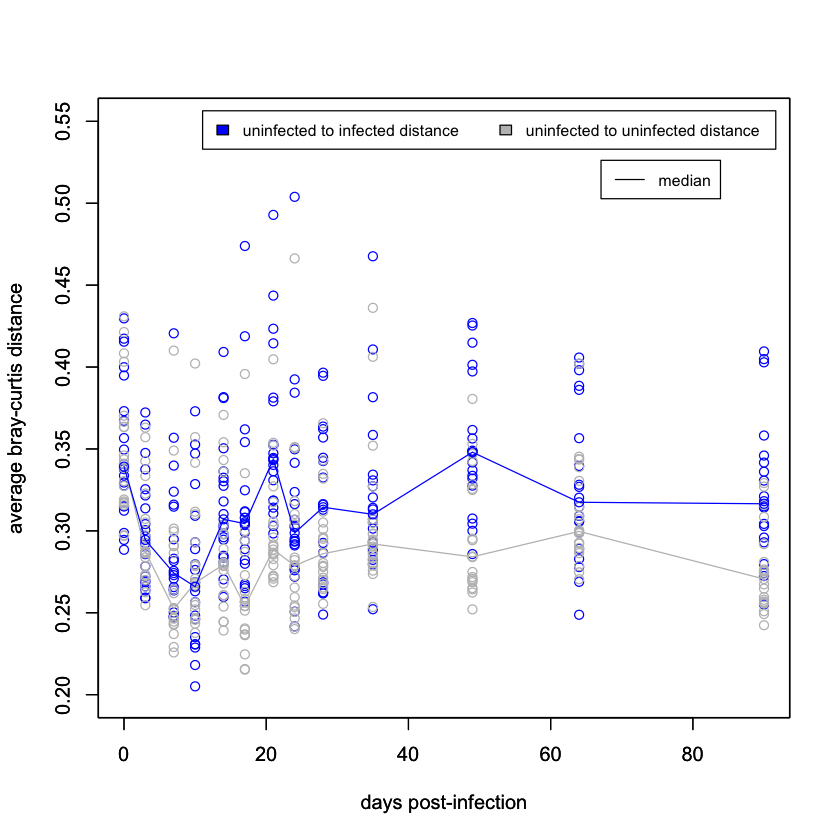 uninfected to infected distance
uninfected to uninfected distance
median
average bray-curtis distance
0.55
0.50
0.45
0.40
0.35
0.30
0.25
0.20
0 20 40 60 80
days post-infection